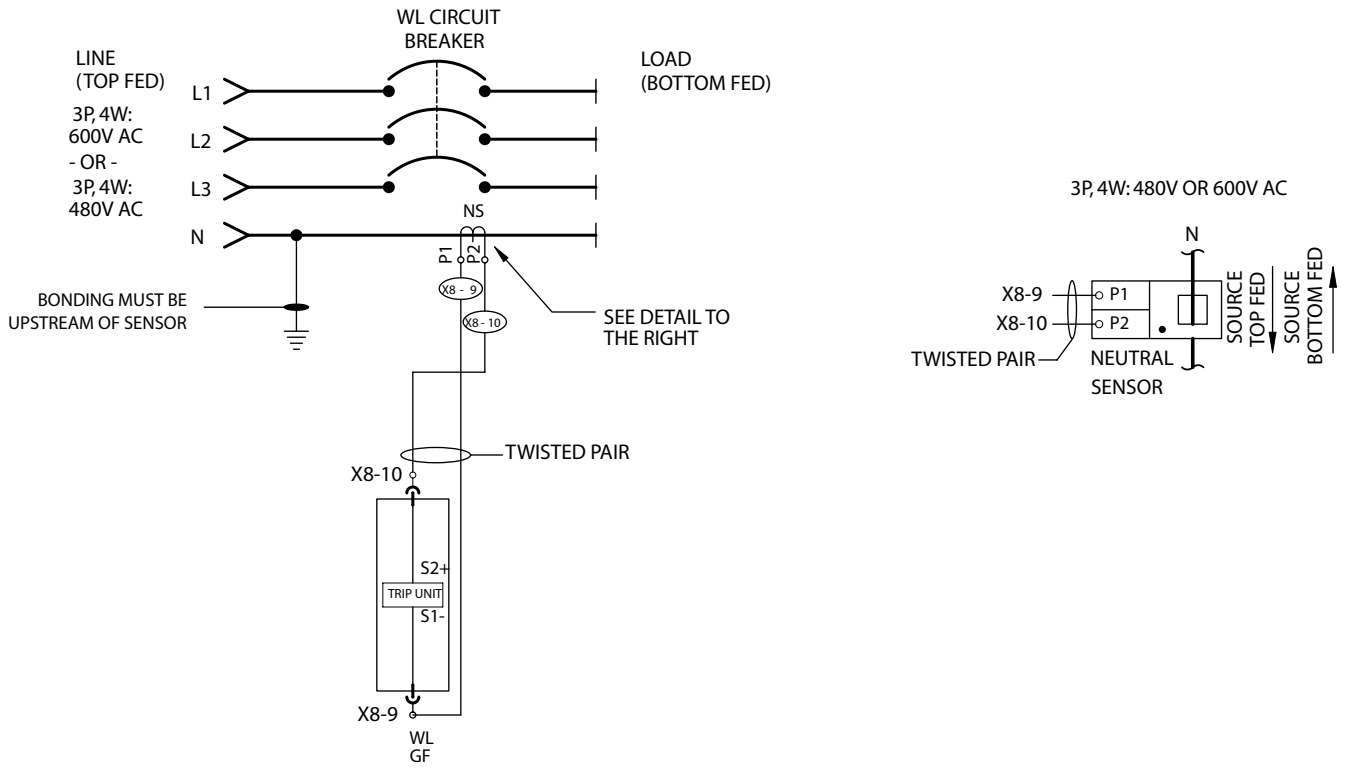 WL CIRCUIT
BREAKER
LINE
(TOP FED)
LOAD
(BOTTOM FED)
L1
3P, 4W:
600V AC
L2
- OR -
3P, 4W:
480V AC
L3
NS
N
P1
P2
X8 - 9
X8 - 10
BONDING MUST BE
UPSTREAM OF SENSOR
SEE DETAIL TO
THE RIGHT
TWISTED PAIR
X8-10
S2+
TRIP UNIT
S1-
X8-9
WL
GF
3P, 4W: 480V OR 600V AC
N
X8-9
P1
X8-10
P2
TWISTED PAIR
NEUTRAL
SENSOR
SOURCE
TOP FED
SOURCE
BOTTOM FED